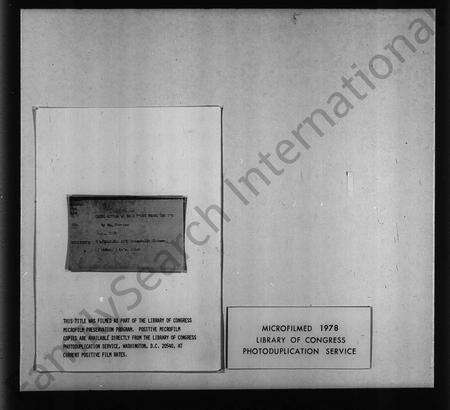 THIS TITLE WAS FILMED AS PART OF THE LIBRARY OF CONGRESS
MICROFILM PRESERVATION PROGRAM. POSITIVE MICROFILM
COPIES ARE AVAILABLE DIRECTLY FROM THE LIBRARY OF CONGRESS
PHOTODUPLICATION SERVICE, WASHINGTON, D.C. 20540, AT
CURRENT POSITIVE FILM RATES.
MICROFILMED 1978
LIBRARY OF CONGRESS
PHOTODUPLICATION SERVICE
FamilySearch International